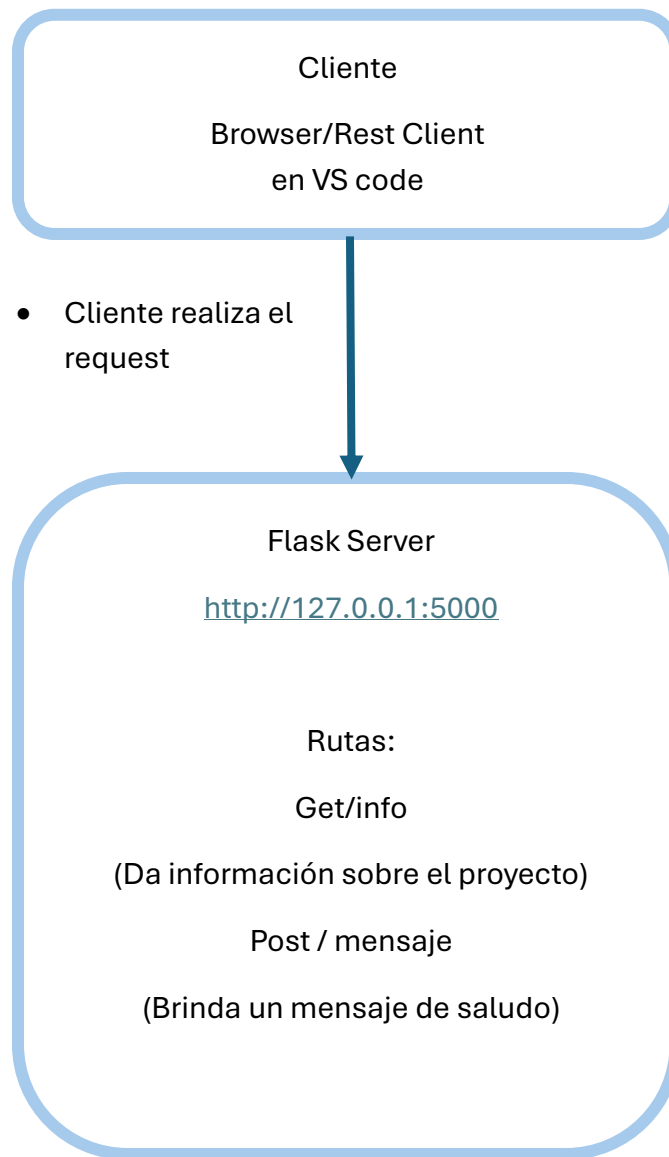 Cliente
Browser/Rest Client
en VS code
• Cliente realiza el
request
Flask Server
http://127.0.0.1:5000
Rutas:
Get/info
(Da información sobre el proyecto)
Post / mensaje
(Brinda un mensaje de saludo)